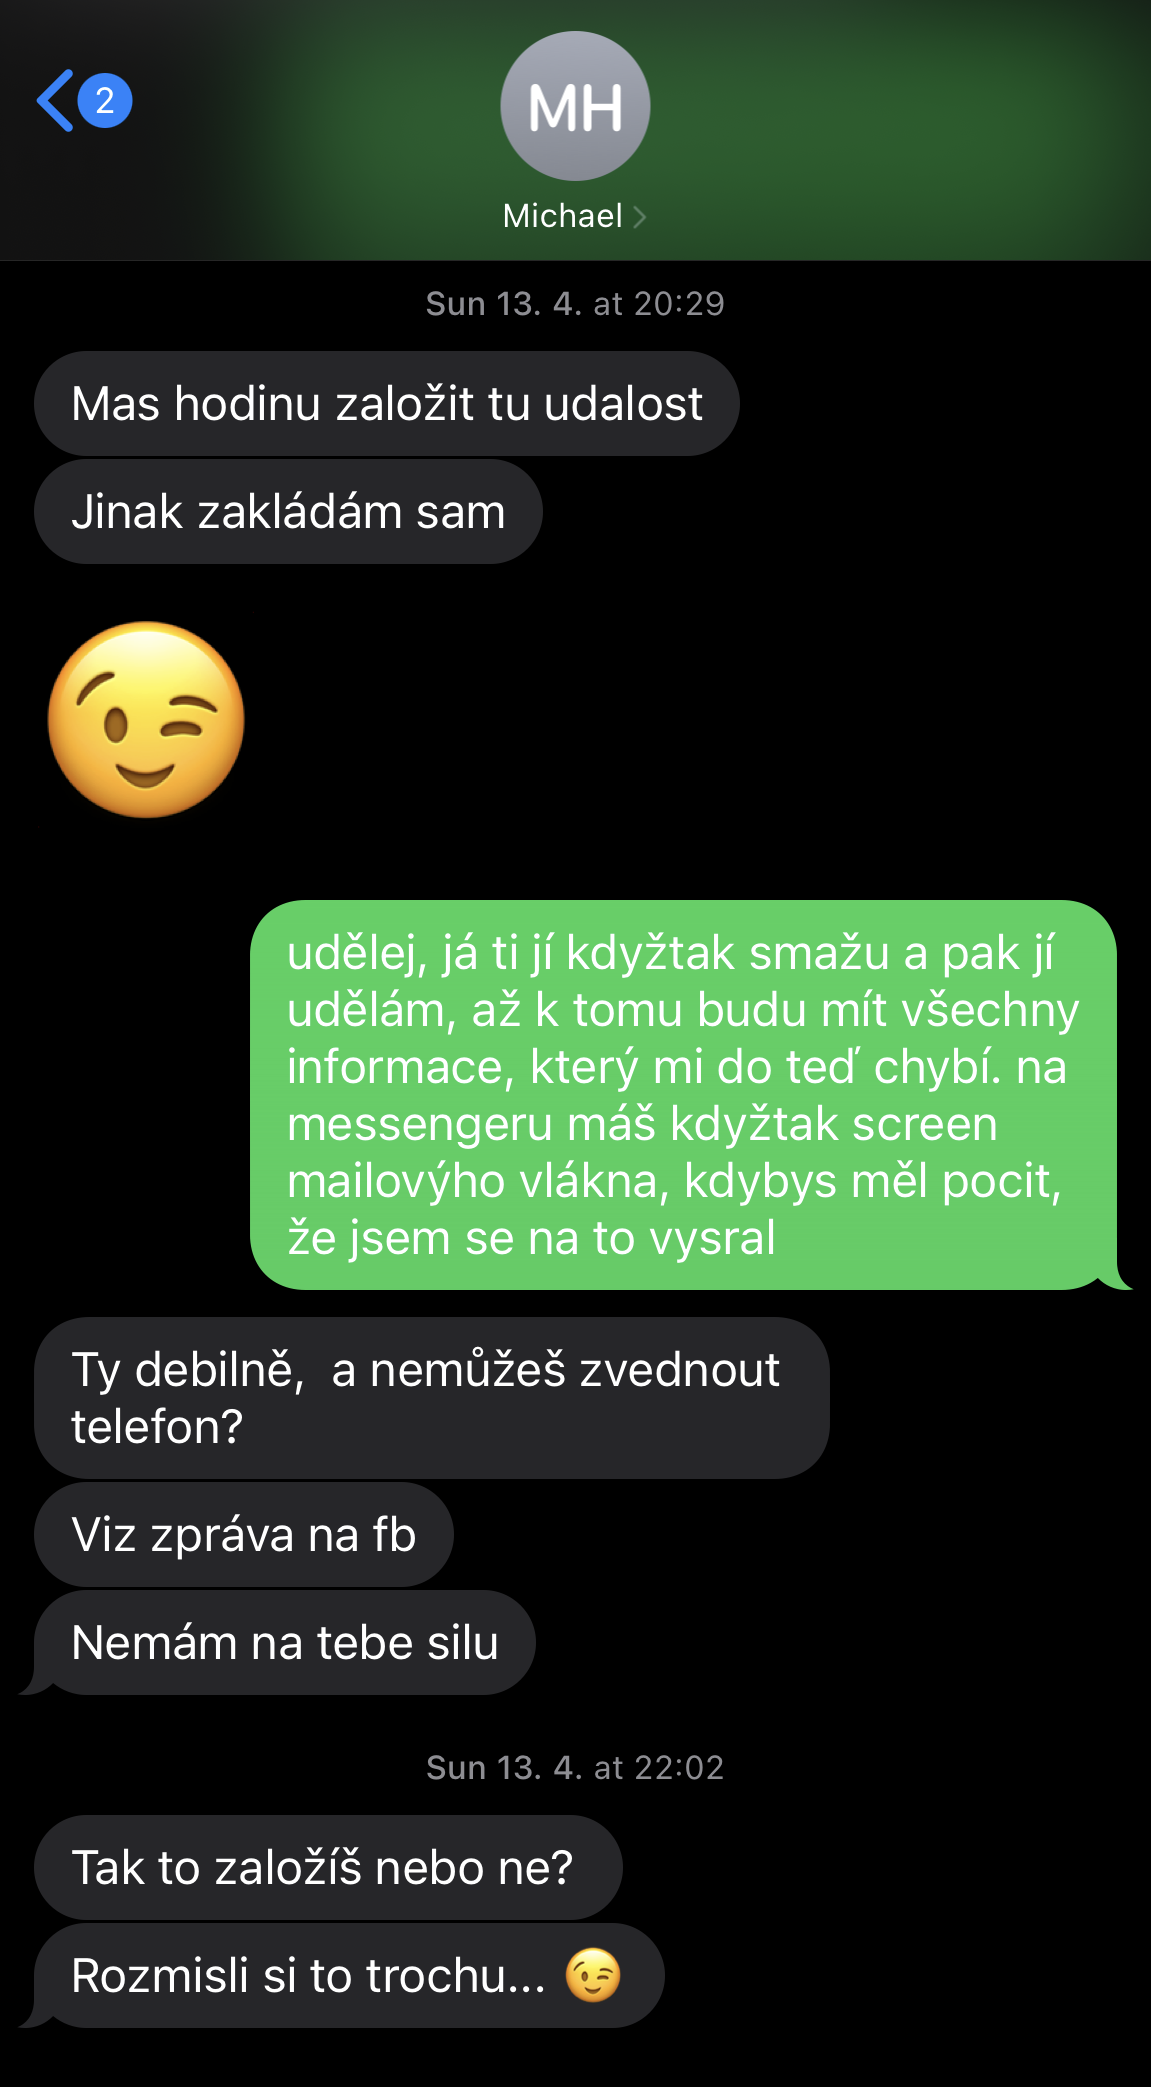 2
MH
Michael
Sun 13. 4. at 20:29
Mas hodinu založit tu udalost
Jinak zakládám sam
😉
udělej, já ti jí kdyžtak smažu a pak jí
udělám, až k tomu budu mít všechny
informace, který mi do teď chybí. na
messengeru máš kdyžtak screen
mailovýho vlákna, kdybys měl pocit,
že jsem se na to vysral
Ty debilně,  a nemůžeš zvednout
telefon?
Viz zpráva na fb
Nemám na tebe silu
Sun 13. 4. at 22:02
Tak to založíš nebo ne?
Rozmisli si to trochu... 😉